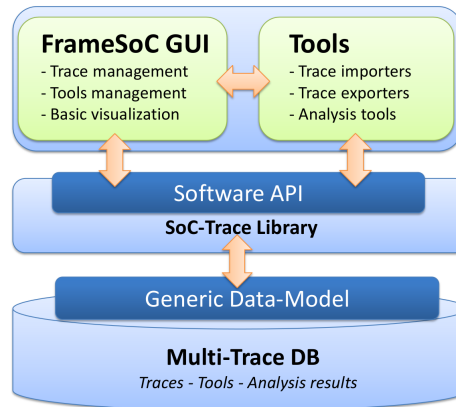 FrameSoC GUI
- Trace management
- Tools management
- Basic visualization
Tools
- Trace importers
- Trace exporters
- Analysis tools
Software API
SoC-Trace Library
Generic Data-Model
Multi-Trace DB
Traces - Tools - Analysis results